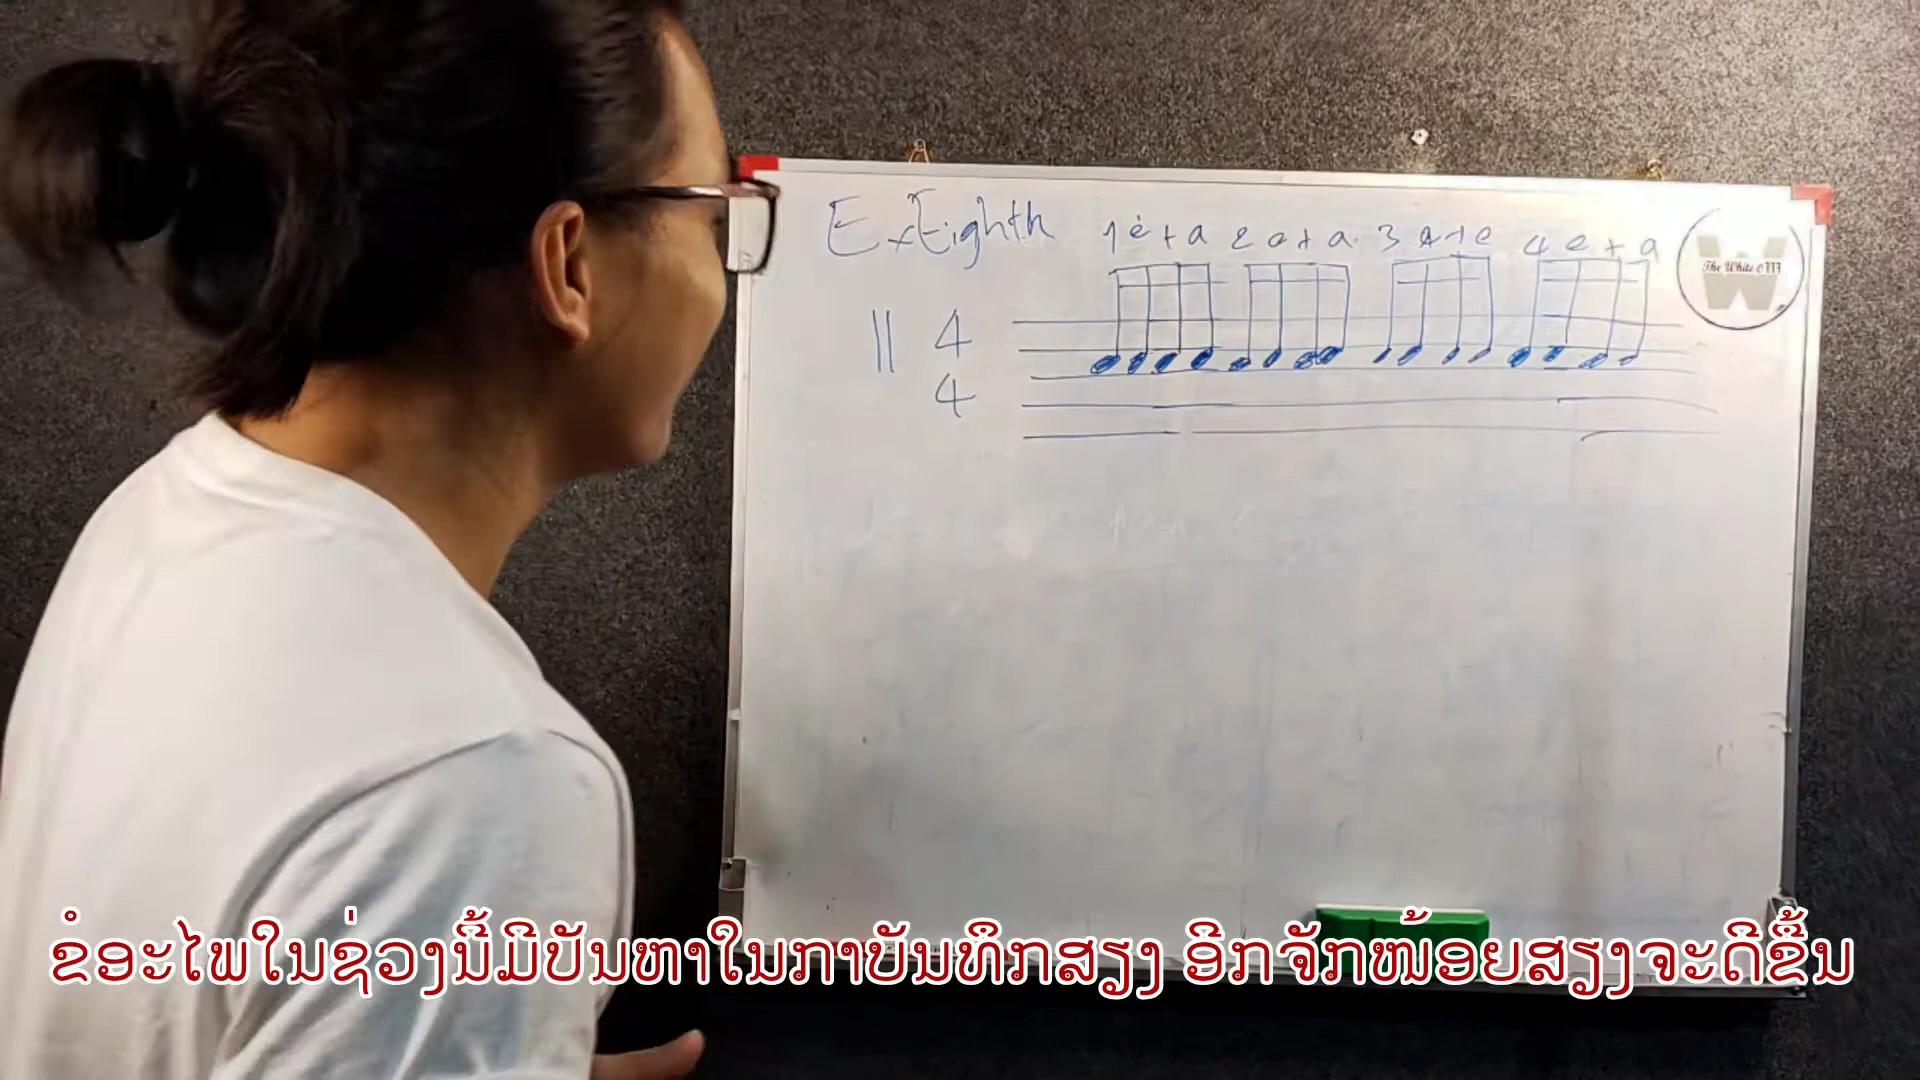 Ex Eighth 1 e + a 2 e + a 3 e + e 4 e + a
The White
4
4
ຂໍອະໄພໃນຊ່ວງນີ້ມີປັນຫາໃນກາບັນທຶກສຽງ ອີກຈັກໜ້ອຍສຽງຈະດີຂື້ນ